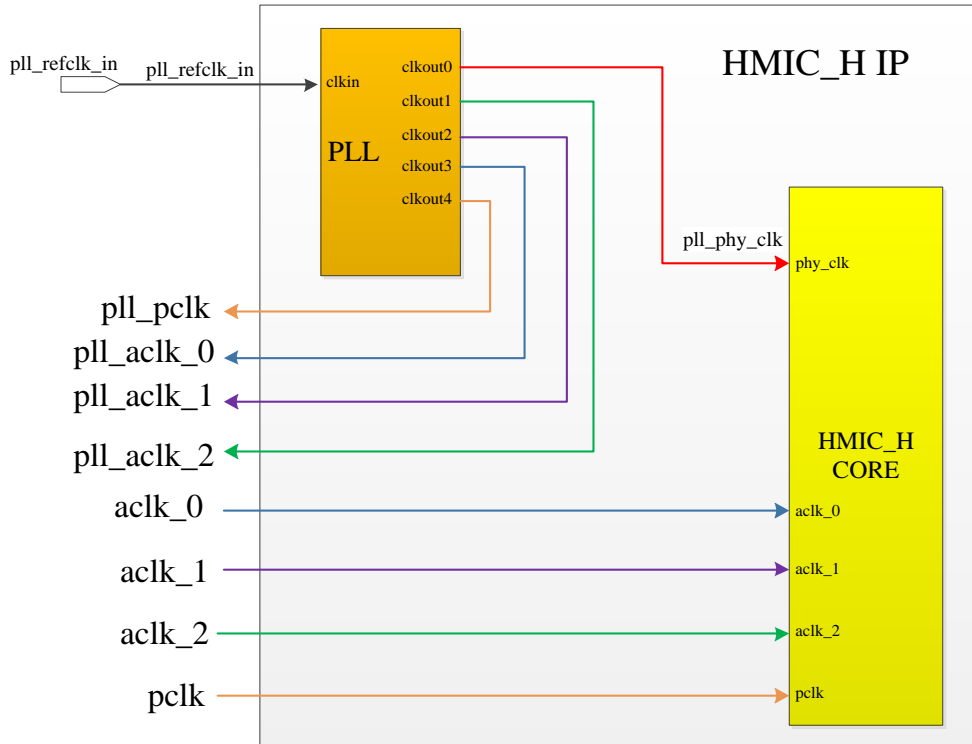 HMIC_H IP
pll_refclk_in
pll_refclk_in
clkin
PLL
clkout0
clkout1
clkout2
clkout3
clkout4
pll_phy_clk
phy_clk
pll_pclk
pll_aclk_0
pll_aclk_1
pll_aclk_2
HMIC_H
CORE
aclk_0
aclk_0
aclk_1
aclk_1
aclk_2
aclk_2
pclk
pclk